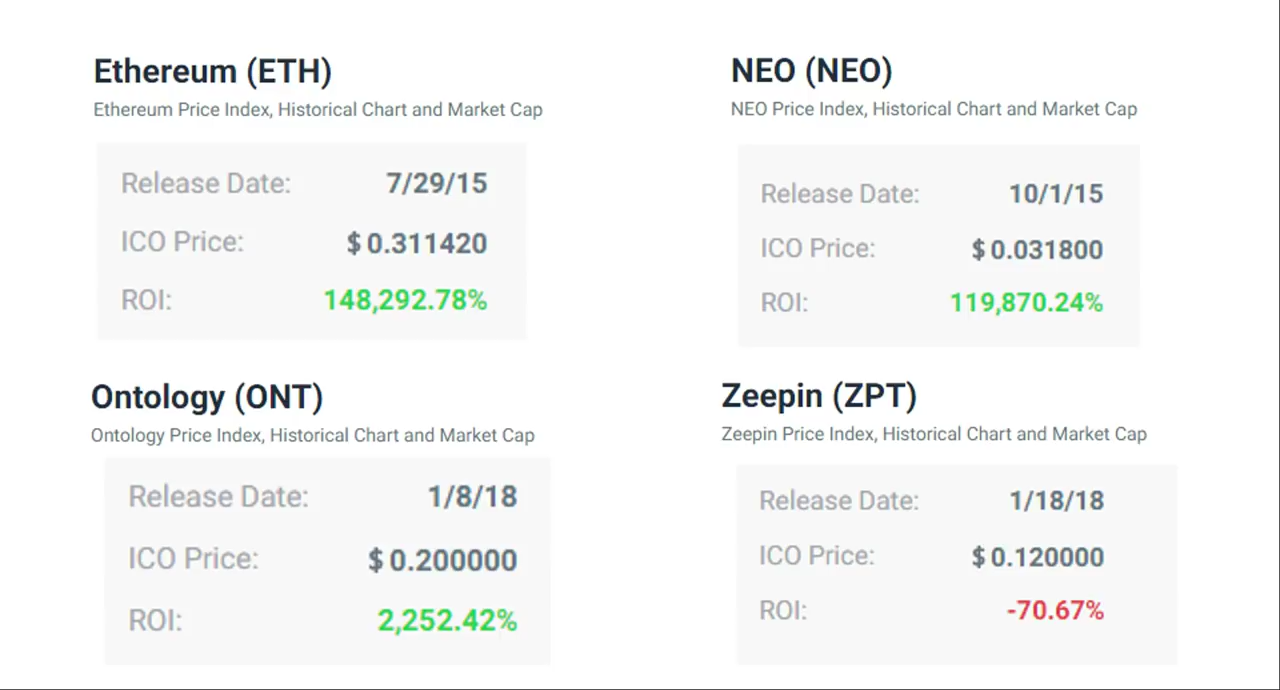 Ethereum (ETH)
Ethereum Price Index, Historical Chart and Market Cap
Release Date: 7/29/15
ICO Price: $ 0.311420
ROI: 148,292.78%
NEO (NEO)
NEO Price Index, Historical Chart and Market Cap
Release Date: 10/1/15
ICO Price: $ 0.031800
ROI: 119,870.24%
Ontology (ONT)
Ontology Price Index, Historical Chart and Market Cap
Release Date: 1/8/18
ICO Price: $ 0.200000
ROI: 2,252.42%
Zeepin (ZPT)
Zeepin Price Index, Historical Chart and Market Cap
Release Date: 1/18/18
ICO Price: $ 0.120000
ROI: -70.67%